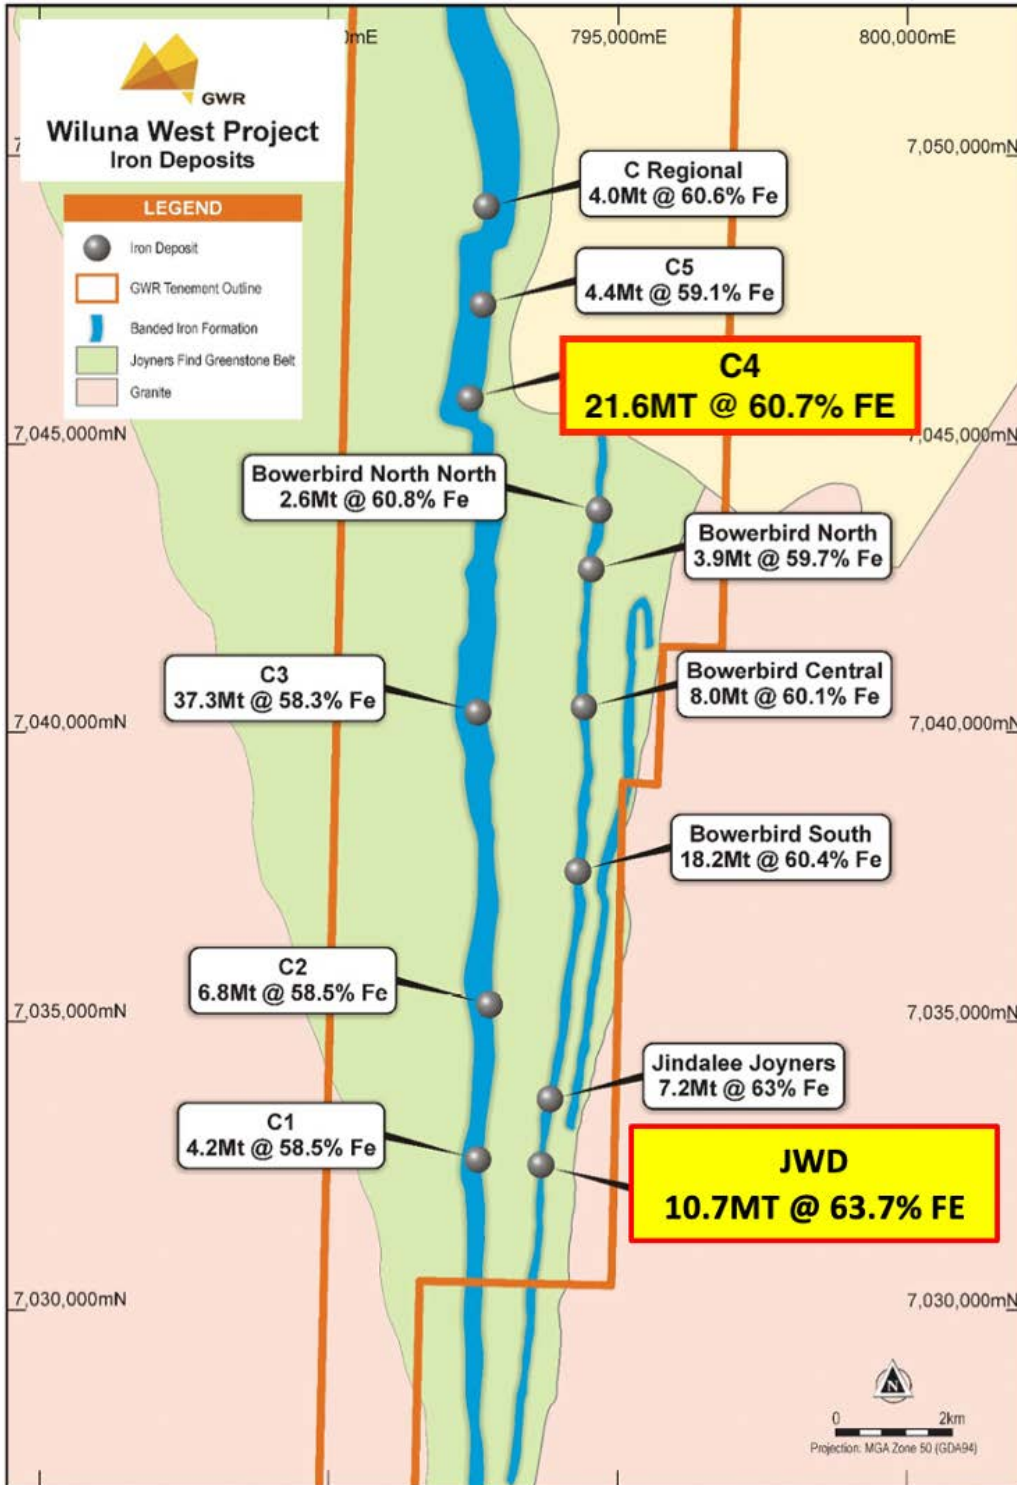 795,000mE
800,000mE
GWR
Wiluna West Project
Iron Deposits
7,050,000mN
LEGEND
Iron Deposit
GWR Tenement Outline
Banded Iron Formation
Joyners Find Greenstone Belt
Granite
C Regional
4.0Mt @ 60.6% Fe
C5
4.4Mt @ 59.1% Fe
C4
21.6MT @ 60.7% FE
7,045,000mN
7,045,000mN
Bowerbird North North
2.6Mt @ 60.8% Fe
Bowerbird North
3.9Mt @ 59.7% Fe
C3
37.3Mt @ 58.3% Fe
Bowerbird Central
8.0Mt @ 60.1% Fe
7,040,000mN
7,040,000mN
Bowerbird South
18.2Mt @ 60.4% Fe
C2
6.8Mt @ 58.5% Fe
7,035,000mN
7,035,000mN
Jindalee Joyners
7.2Mt @ 63% Fe
C1
4.2Mt @ 58.5% Fe
JWD
10.7MT @ 63.7% FE
7,030,000mN
7,030,000mN
N
0 2km
Projection: MGA Zone 50 (GDA94)